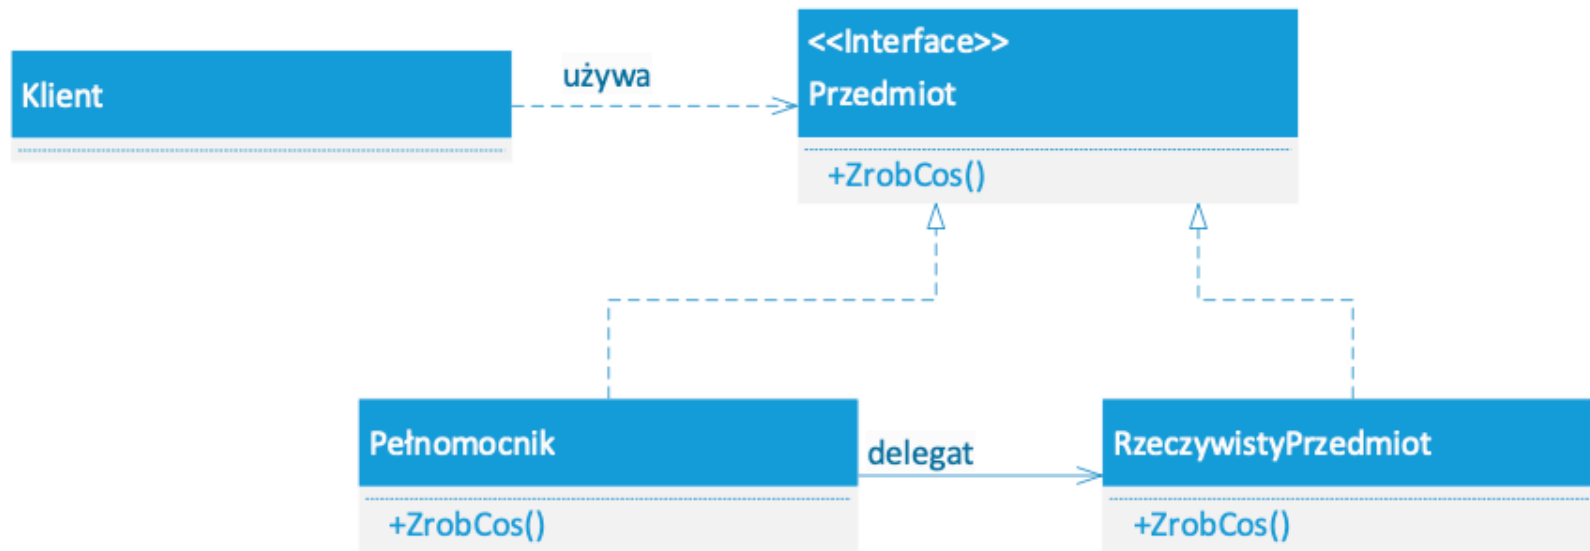 Klient
używa
<<Interface>>
Przedmiot
+ZrobCos()
Pełnomocnik
+ZrobCos()
delegat
RzeczywistyPrzedmiot
+ZrobCos()